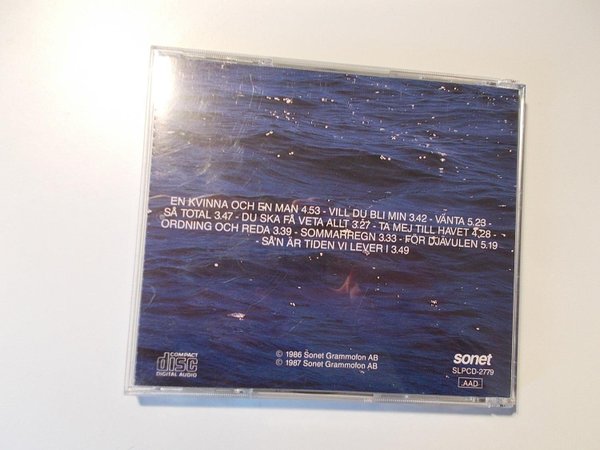 EN KVINNA OCH EN MAN 4.53 - VILL DU BLI MIN 3.42 - VÄNTA 5.23 -
SÅ TOTAL 3.47 - DU SKA FÅ VETA ALLT 3.27 - TA MEJ TILL HAVET 4.28 -
ORDNING OCH REDA 3.39 - SOMMARREGN 3.33 - FÖR DJÄVULEN 5.19
- SÅ'N ÄR TIDEN VI LEVER I 3.49
© 1986 Sonet Grammofon AB
© 1987 Sonet Grammofon AB
COMPACT
disc
DIGITAL AUDIO
sonet
SLPCD-2779
AAD